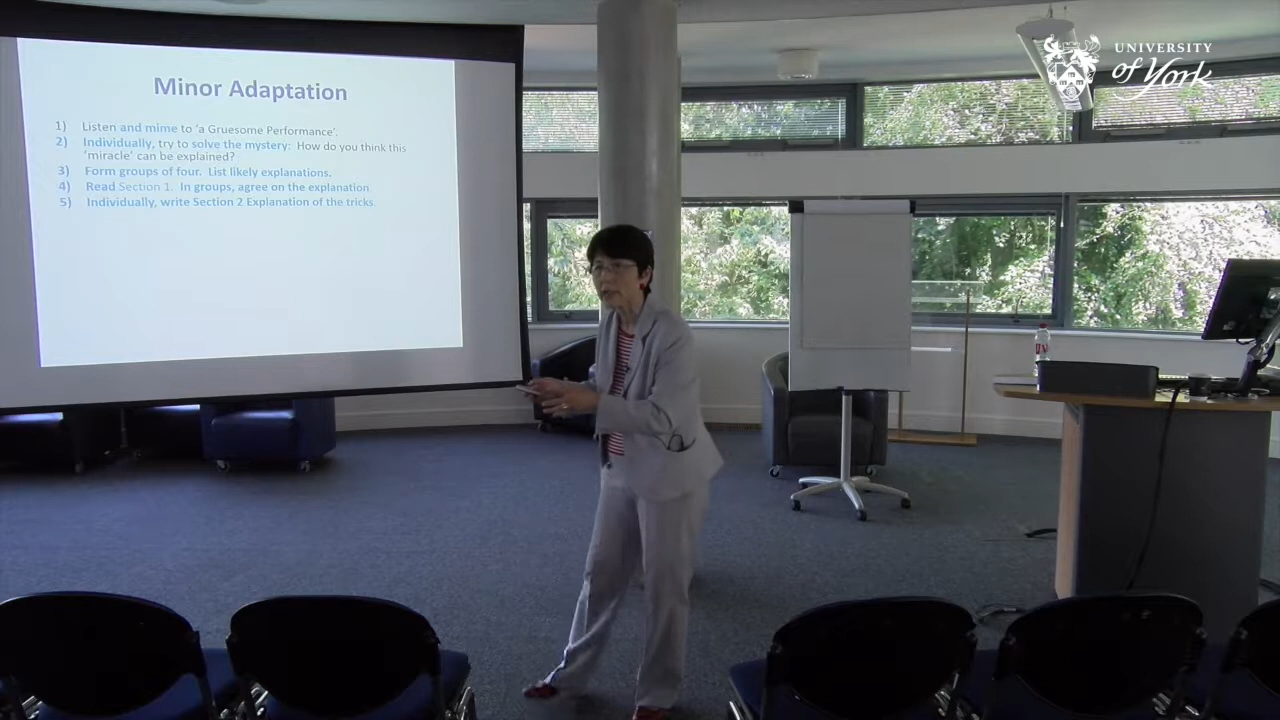 UNIVERSITY
of York
Minor Adaptation
1) Listen and mime to 'a Gruesome Performance'.
2) Individually, try to solve the mystery: How do you think this
'miracle' can be explained?
3) Form groups of four. List likely explanations.
4) Read Section 1. In groups, agree on the explanation.
5) Individually, write Section 2 Explanation of the tricks.